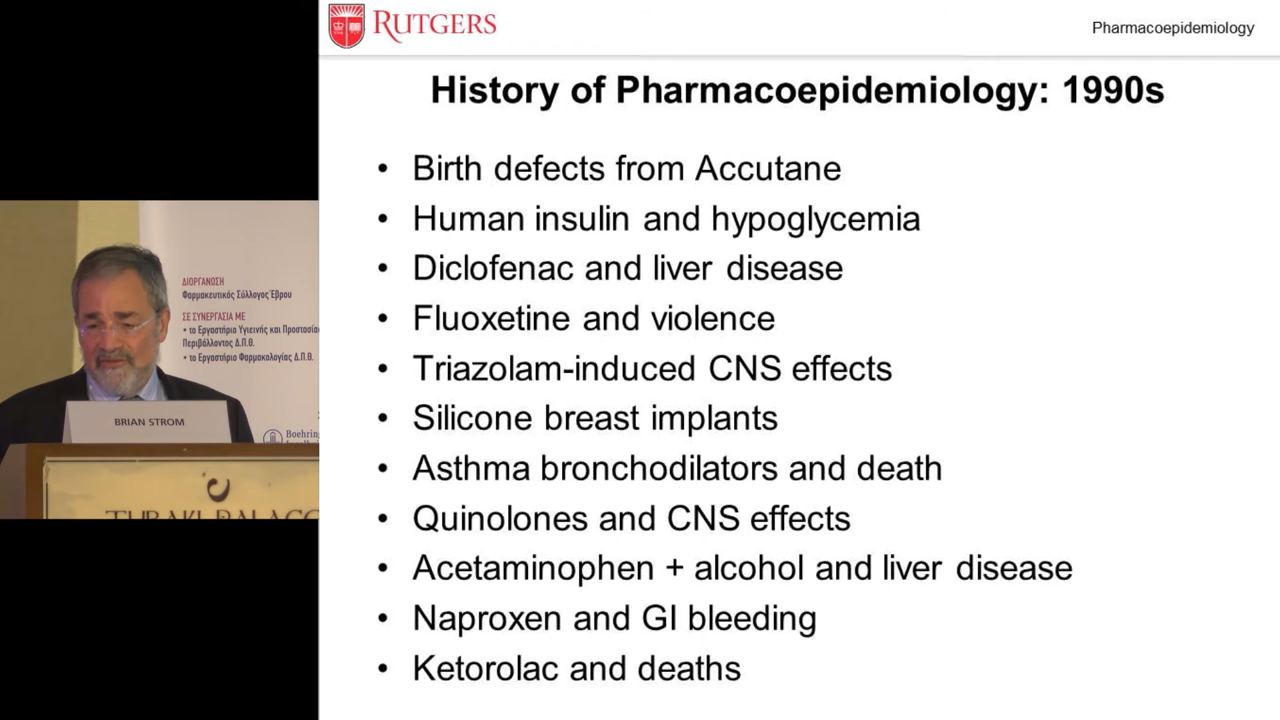 RUTGERS
Pharmacoepidemiology
History of Pharmacoepidemiology: 1990s
• Birth defects from Accutane
• Human insulin and hypoglycemia
• Diclofenac and liver disease
• Fluoxetine and violence
• Triazolam-induced CNS effects
• Silicone breast implants
• Asthma bronchodilators and death
• Quinolones and CNS effects
• Acetaminophen + alcohol and liver disease
• Naproxen and GI bleeding
• Ketorolac and deaths
ΔΙΟΡΓΑΝΩΣΗ
Φαρμακευτικός Σύλλογος Έβρου
ΣΕ ΣΥΝΕΡΓΑΣΙΑ ΜΕ
• το Εργαστήριο Υγιεινής και Προστασία
Περιβάλλοντος Δ.Π.Θ.
• το Εργαστήριο Φαρμακολογίας Δ.Π.Θ.
BRIAN STROM
Boehring